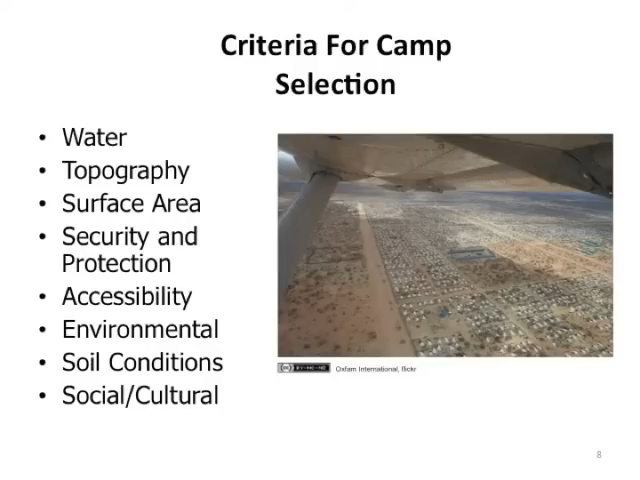 Criteria For Camp
Selection
• Water
• Topography
• Surface Area
• Security and
Protection
• Accessibility
• Environmental
• Soil Conditions
• Social/Cultural
Oxfam International, flickr
8